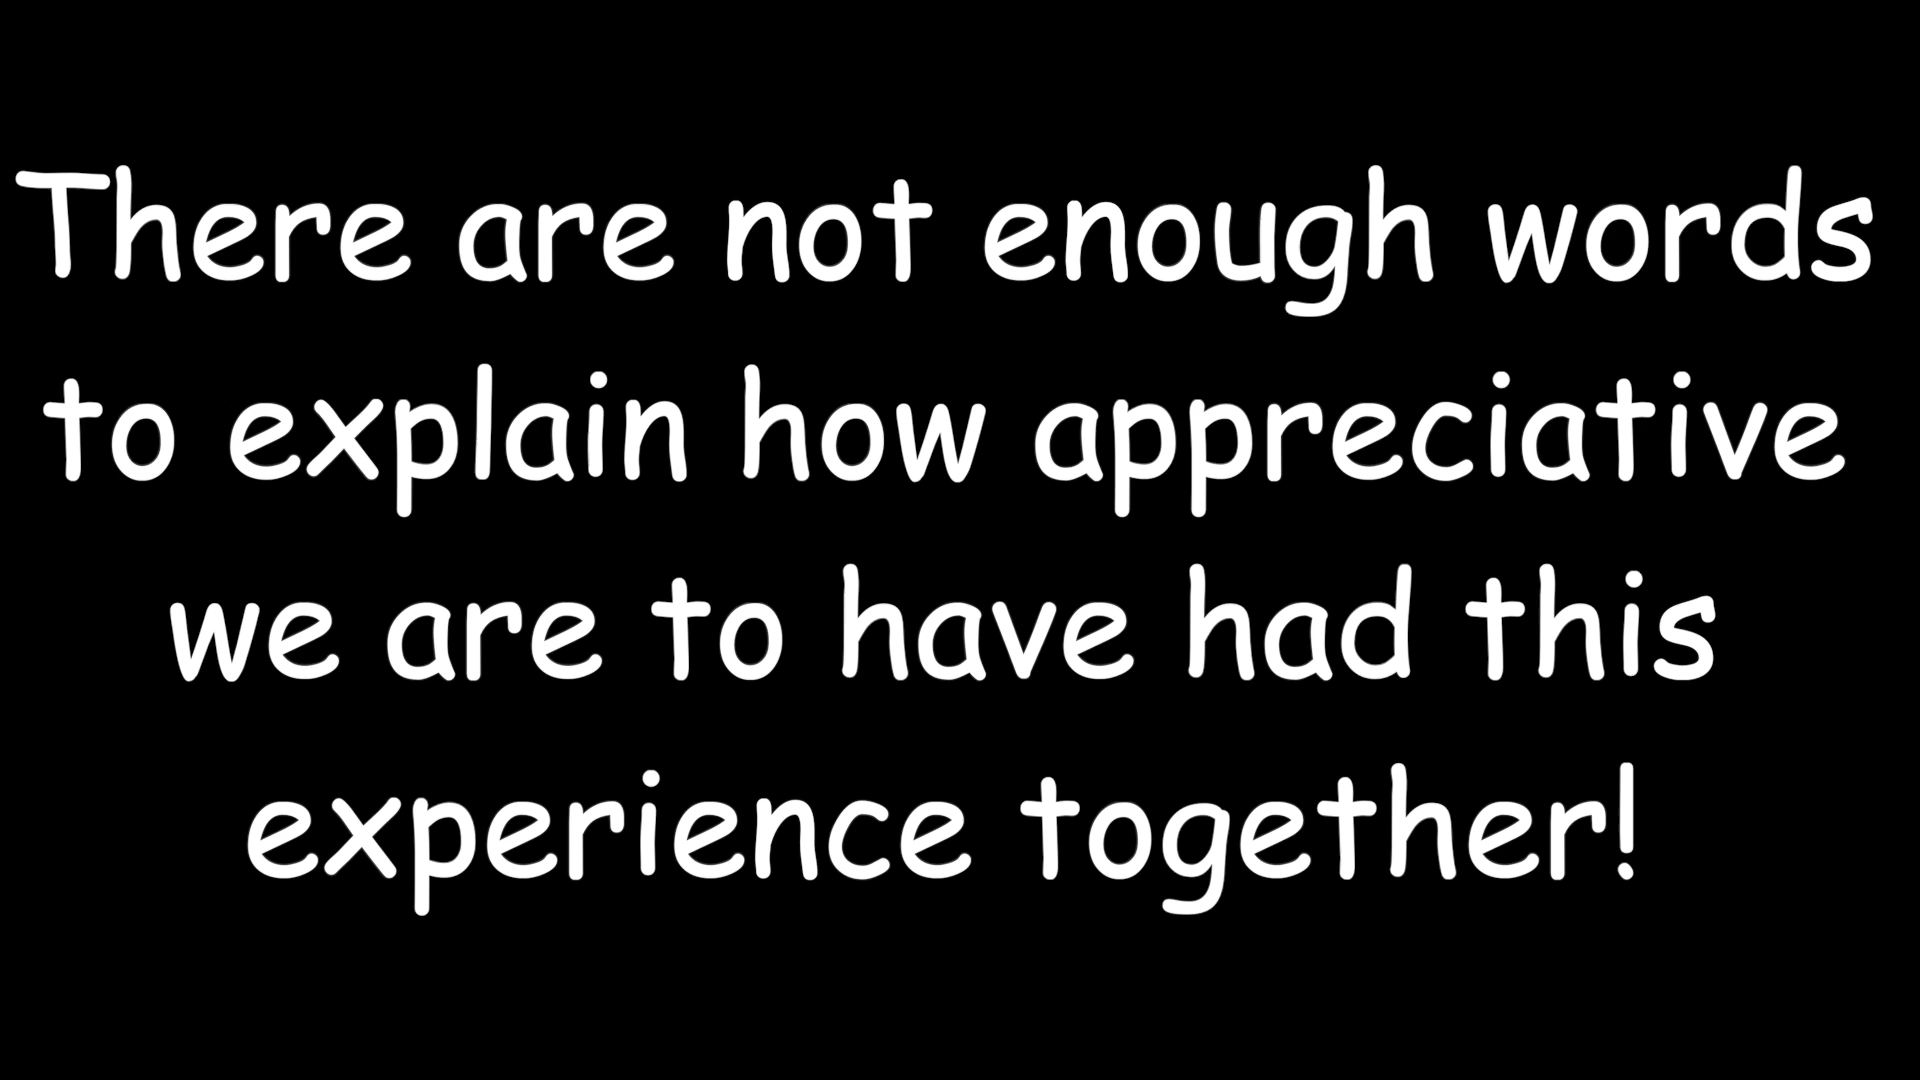 There are not enough words
to explain how appreciative
we are to have had this
experience together!